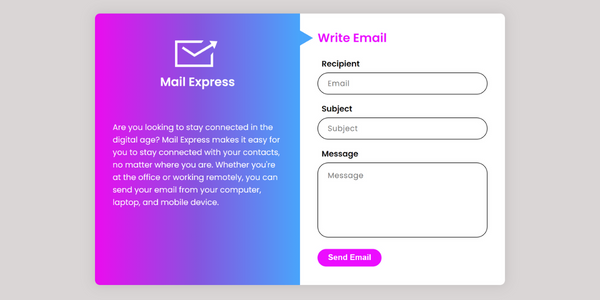 Mail Express
Are you looking to stay connected in the
digital age? Mail Express makes it easy for
you to stay connected with your contacts,
no matter where you are. Whether you're
at the office or working remotely, you can
send your email from your computer,
laptop, and mobile device.
Write Email
Recipient
Email
Subject
Subject
Message
Message
Send Email